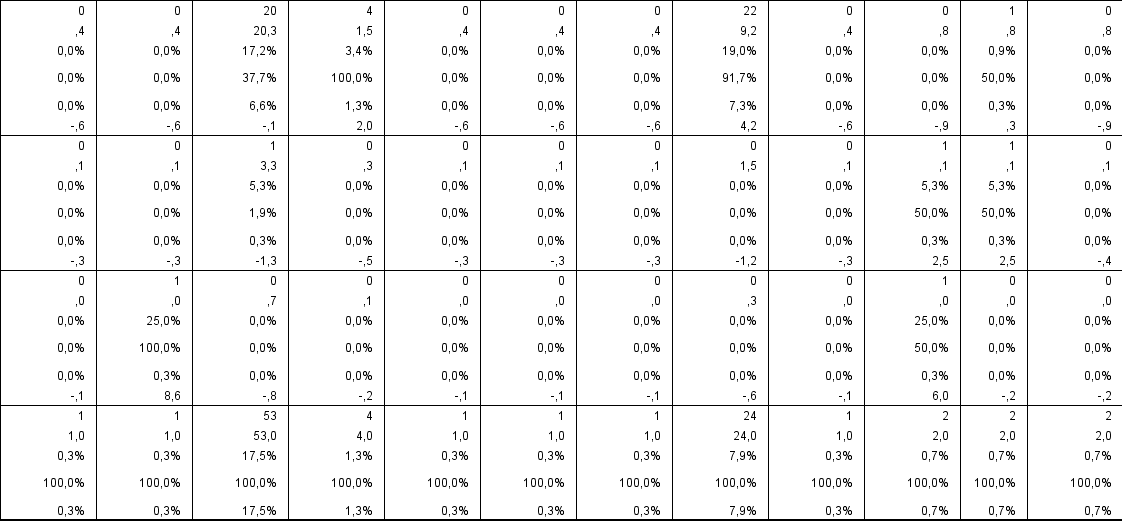 0 0 20 4 0 0 0 22 0 0 1 0
,4 ,4 20,3 1,5 ,4 ,4 ,4 9,2 ,4 ,8 ,8 ,8
0,0% 0,0% 17,2% 3,4% 0,0% 0,0% 0,0% 19,0% 0,0% 0,0% 0,9% 0,0%
0,0% 0,0% 37,7% 100,0% 0,0% 0,0% 0,0% 91,7% 0,0% 0,0% 50,0% 0,0%
0,0% 0,0% 6,6% 1,3% 0,0% 0,0% 0,0% 7,3% 0,0% 0,0% 0,3% 0,0%
-,6 -,6 -,1 2,0 -,6 -,6 -,6 4,2 -,6 -,9 ,3 -,9
0 0 1 0 0 0 0 0 0 1 1 0
,1 ,1 3,3 ,3 ,1 ,1 ,1 1,5 ,1 ,1 ,1 ,1
0,0% 0,0% 5,3% 0,0% 0,0% 0,0% 0,0% 0,0% 0,0% 5,3% 5,3% 0,0%
0,0% 0,0% 1,9% 0,0% 0,0% 0,0% 0,0% 0,0% 0,0% 50,0% 50,0% 0,0%
0,0% 0,0% 0,3% 0,0% 0,0% 0,0% 0,0% 0,0% 0,0% 0,3% 0,3% 0,0%
-,3 -,3 -1,3 -,5 -,3 -,3 -,3 -1,2 -,3 2,5 2,5 -,4
0 1 0 0 0 0 0 0 0 1 0 0
,0 ,0 ,7 ,1 ,0 ,0 ,0 ,3 ,0 ,0 ,0 ,0
0,0% 25,0% 0,0% 0,0% 0,0% 0,0% 0,0% 0,0% 0,0% 25,0% 0,0% 0,0%
0,0% 100,0% 0,0% 0,0% 0,0% 0,0% 0,0% 0,0% 0,0% 50,0% 0,0% 0,0%
0,0% 0,3% 0,0% 0,0% 0,0% 0,0% 0,0% 0,0% 0,0% 0,3% 0,0% 0,0%
-,1 8,6 -,8 -,2 -,1 -,1 -,1 -,6 -,1 6,0 -,2 -,2
1 1 53 4 1 1 1 24 1 2 2 2
1,0 1,0 53,0 4,0 1,0 1,0 1,0 24,0 1,0 2,0 2,0 2,0
0,3% 0,3% 17,5% 1,3% 0,3% 0,3% 0,3% 7,9% 0,3% 0,7% 0,7% 0,7%
100,0% 100,0% 100,0% 100,0% 100,0% 100,0% 100,0% 100,0% 100,0% 100,0% 100,0% 100,0%
0,3% 0,3% 17,5% 1,3% 0,3% 0,3% 0,3% 7,9% 0,3% 0,7% 0,7% 0,7%